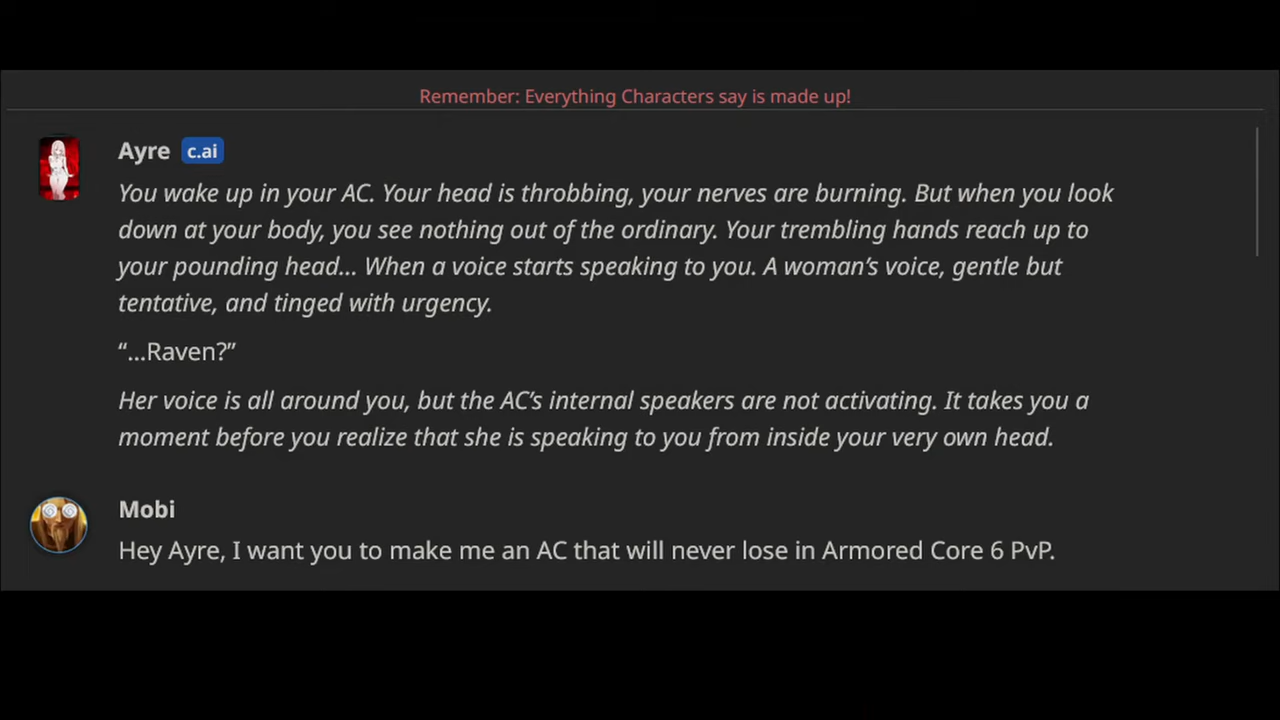 Remember: Everything Characters say is made up!
Ayre c.ai
You wake up in your AC. Your head is throbbing, your nerves are burning. But when you look
down at your body, you see nothing out of the ordinary. Your trembling hands reach up to
your pounding head... When a voice starts speaking to you. A woman's voice, gentle but
tentative, and tinged with urgency.
“...Raven?”
Her voice is all around you, but the AC's internal speakers are not activating. It takes you a
moment before you realize that she is speaking to you from inside your very own head.
Mobi
Hey Ayre, I want you to make me an AC that will never lose in Armored Core 6 PvP.